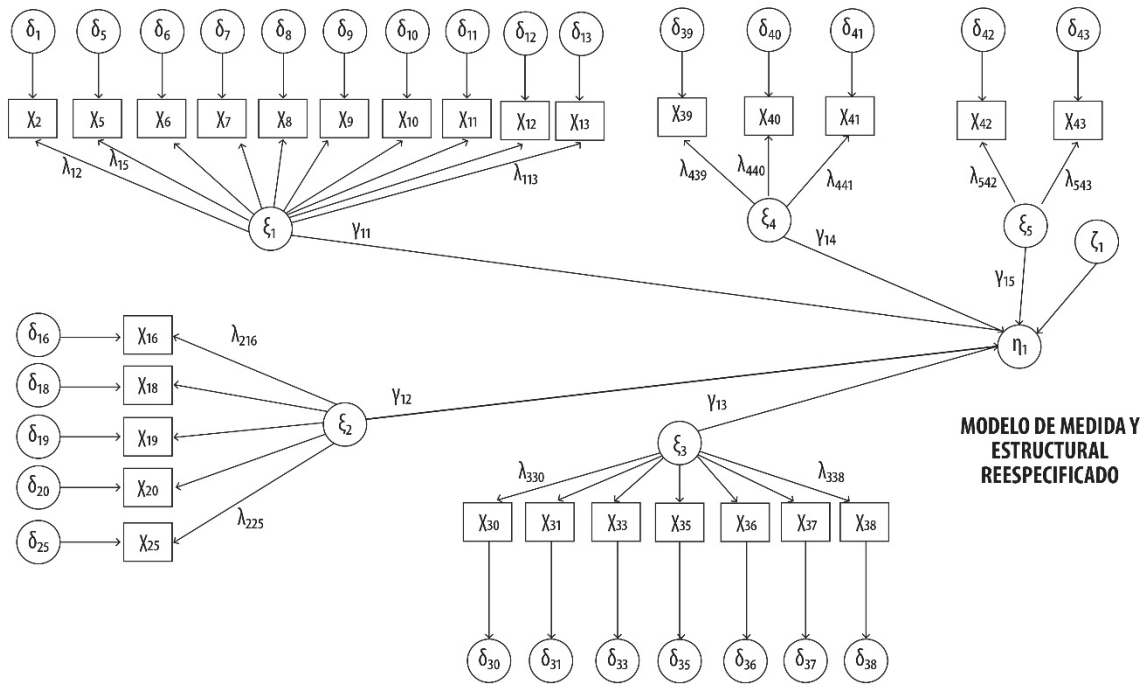 δ1 δ5 δ6 δ7 δ8 δ9 δ10 δ11 δ12 δ13
χ2 χ5 χ6 χ7 χ8 χ9 χ10 χ11 χ12 χ13
λ12 λ15 λ113
ξ1
γ11
δ39 δ40 δ41
χ39 χ40 χ41
λ439 λ440 λ441
ξ4
γ14
δ42 δ43
χ42 χ43
λ542 λ543
ξ5
γ15
ζ1
η1
δ16 χ16 λ216
δ18 χ18
δ19 χ19
δ20 χ20
δ25 χ25 λ225
ξ2
γ12
γ13
ξ3
λ330 λ338
χ30 χ31 χ33 χ35 χ36 χ37 χ38
δ30 δ31 δ33 δ35 δ36 δ37 δ38
MODELO DE MEDIDA Y
ESTRUCTURAL
REESPECIFICADO